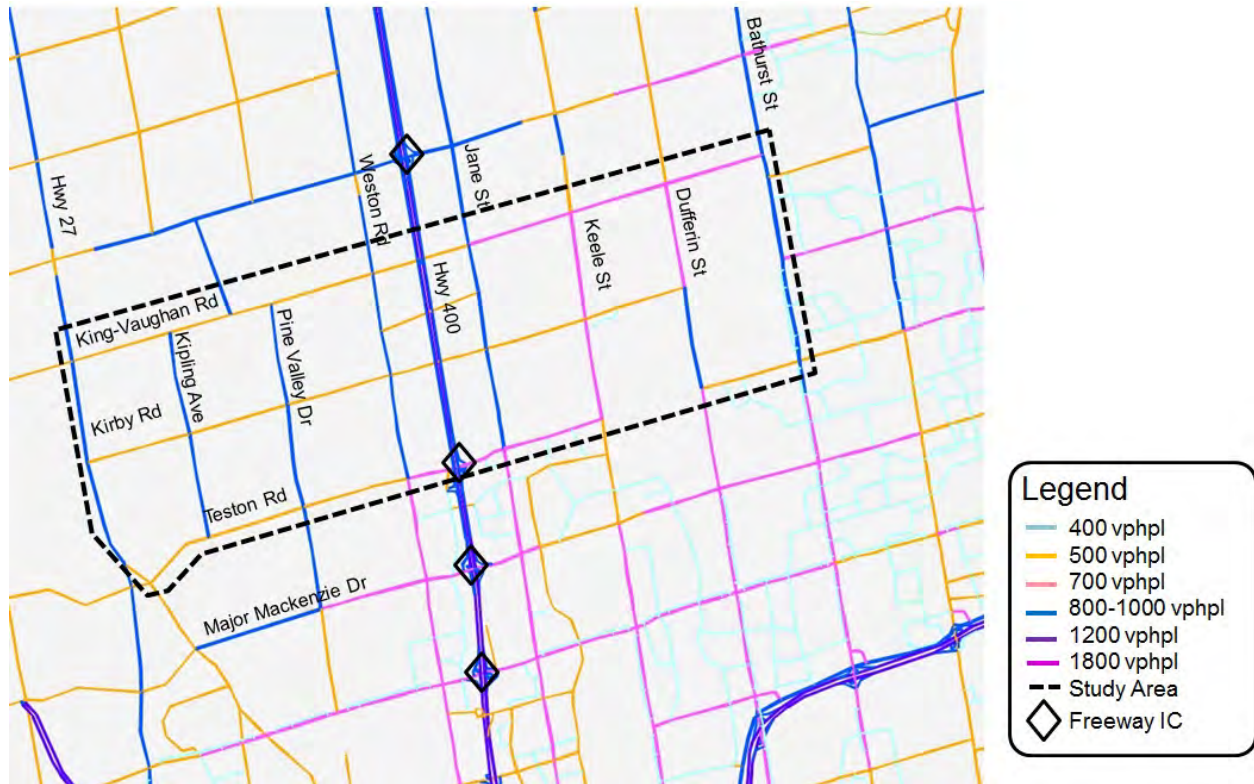 Bathurst St
Hwy 27
Weston Rd
Jane St
Keele St
Dufferin St
Hwy 400
King-Vaughan Rd
Kipling Ave
Pine Valley Dr
Kirby Rd
Teston Rd
Major Mackenzie Dr
Legend
400 vphpl
500 vphpl
700 vphpl
800-1000 vphpl
1200 vphpl
1800 vphpl
Study Area
Freeway IC